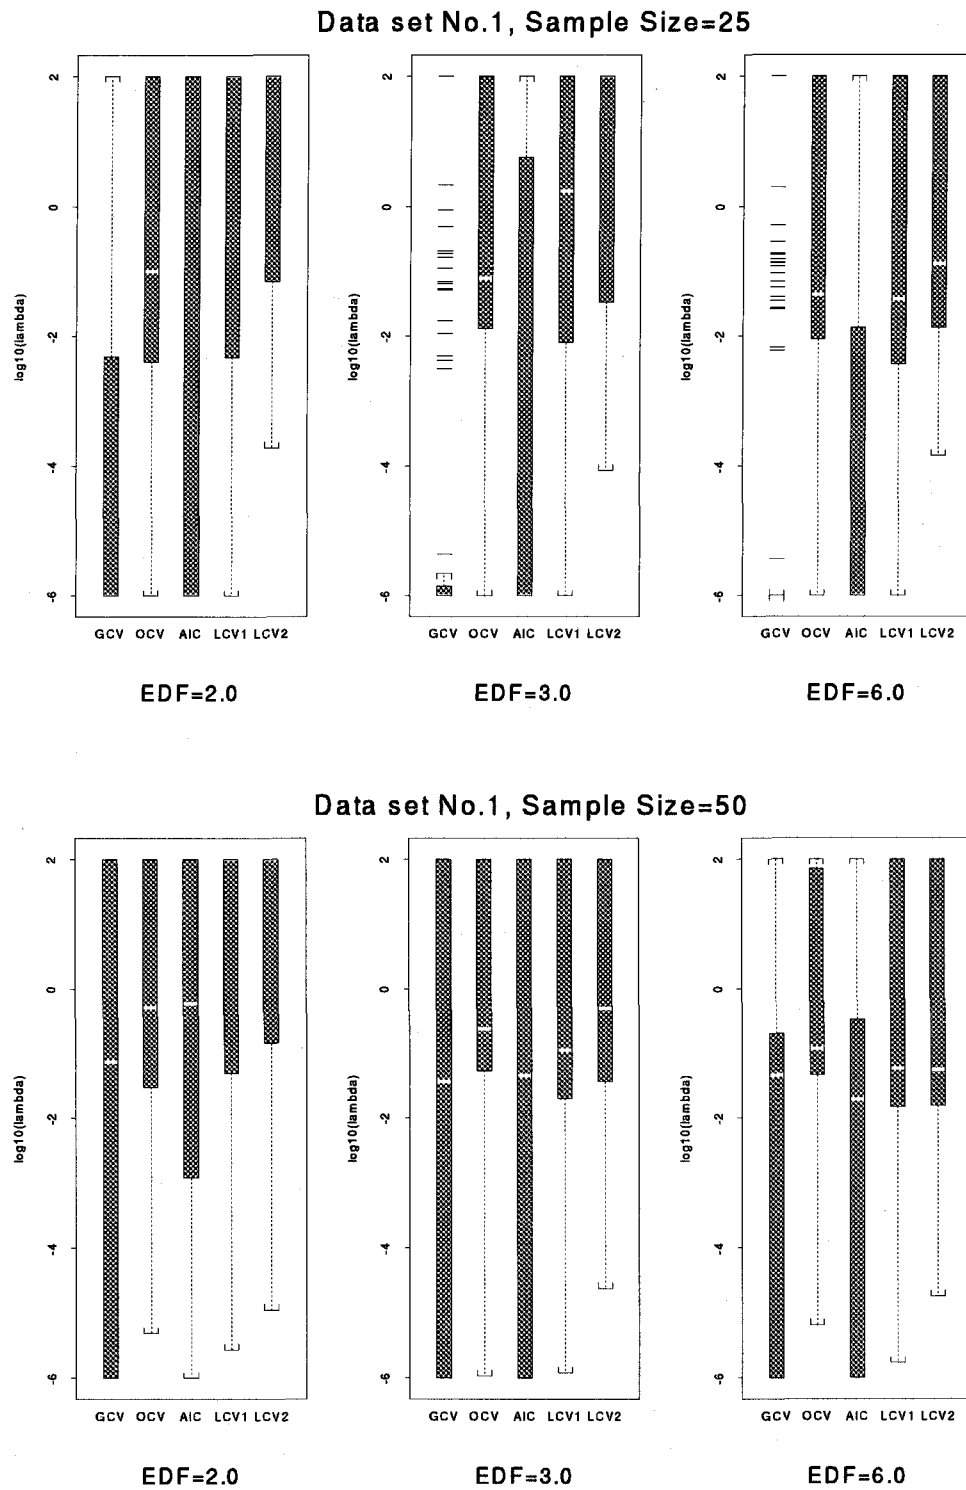 Data set No.1, Sample Size=25
log10(lambda)
2
0
-2
-4
-6
GCV OCV AIC LCV1 LCV2
EDF=2.0
log10(lambda)
2
0
-2
-4
-6
GCV OCV AIC LCV1 LCV2
EDF=3.0
log10(lambda)
2
0
-2
-4
-6
GCV OCV AIC LCV1 LCV2
EDF=6.0
Data set No.1, Sample Size=50
log10(lambda)
2
0
-2
-4
-6
GCV OCV AIC LCV1 LCV2
EDF=2.0
log10(lambda)
2
0
-2
-4
-6
GCV OCV AIC LCV1 LCV2
EDF=3.0
log10(lambda)
2
0
-2
-4
-6
GCV OCV AIC LCV1 LCV2
EDF=6.0